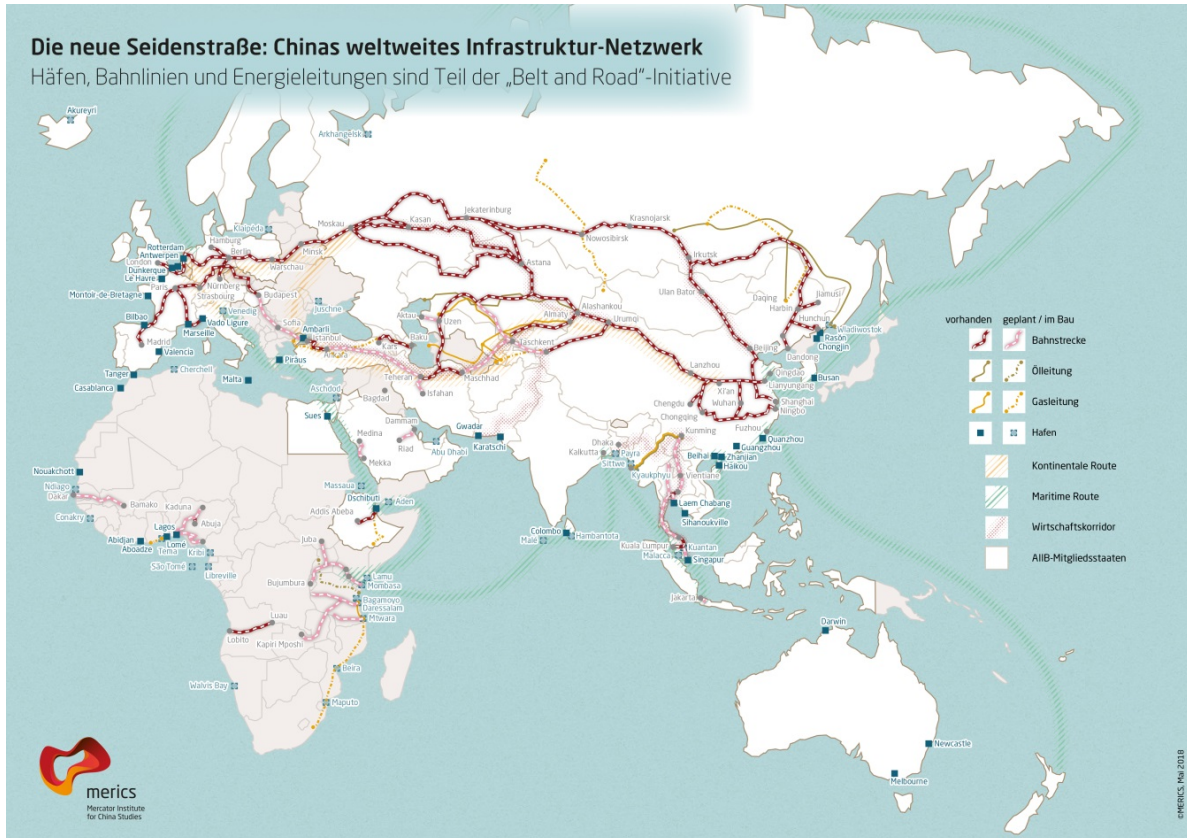 Die neue Seidenstraße: Chinas weltweites Infrastruktur-Netzwerk
Häfen, Bahnlinien und Energieleitungen sind Teil der „Belt and Road“-Initiative
Akureyri
Arkhangelsk
Klaipeda
Moskau
Kasan
Jekaterinburg
Krasnojarsk
Nowosibirsk
Rotterdam
Antwerpen
London
Dunkerque
Le Havre
Hamburg
Berlin
Minsk
Warschau
Irkutsk
Astana
Paris
Nürnberg
Strasbourg
Montoir-de-Bretagne
Budapest
Venedig
Juschne
Ulan Bator
Daqing
Jiamusi
Harbin
Hunchun
Wladiwostok
Rasŏn
Chongjin
Bilbao
Madrid
Marseille
Vado Ligure
Valencia
Sofia
Ambarli
Istanbul
Ankara
Piräus
Aktau
Uzen
Baku
Kars
Almaty
Alashankou
Urumqi
Taschkent
Beijing
Dandong
Tanger
Casablanca
Cherchell
Malta
Aschdod
Bagdad
Teheran
Maschhad
Isfahan
Lanzhou
Xi'an
Qingdao
Lianyungang
Busan
Chengdu
Wuhan
Chongqing
Shanghai
Ningbo
Sues
Medina
Mekka
Dammam
Riad
Abu Dhabi
Gwadar
Karatschi
Dhaka
Kalkutta
Payra
Sittwe
Kyaukphyu
Kunming
Fuzhou
Quanzhou
Guangzhou
Beihai
Zhanjian
Haikou
Vientiane
Nouakchott
Ndiago
Dakar
Bamako
Conakry
Kaduna
Abuja
Lagos
Abidjan
Aboadze
Lomé
Tema
Kribi
São Tomé
Libreville
Massaua
Dschibuti
Aden
Addis Abeba
Juba
Colombo
Hambantota
Malé
Laem Chabang
Sihanoukville
Kuala Lumpur
Kuantan
Malacca
Singapur
Jakarta
Bujumbura
Lamu
Mombasa
Bagamoyo
Daressalam
Mtwara
Luau
Lobito
Kapiri Mposhi
Beira
Walvis Bay
Maputo
Darwin
Newcastle
Melbourne
vorhanden
geplant / im Bau
Bahnstrecke
Ölleitung
Gasleitung
Hafen
Kontinentale Route
Maritime Route
Wirtschaftskorridor
AIIB-Mitgliedsstaaten
merics
Mercator Institute
for China Studies
©MERICS, Mai 2018